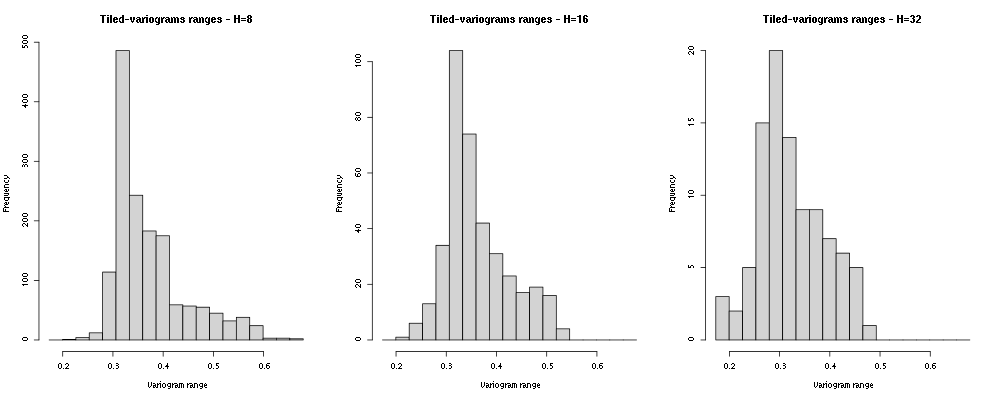 Tiled-variograms ranges - H=8
Frequency
500
400
300
200
100
0
0.2 0.3 0.4 0.5 0.6
Variogram range
Tiled-variograms ranges - H=16
Frequency
100
80
60
40
20
0
0.2 0.3 0.4 0.5 0.6
Variogram range
Tiled-variograms ranges - H=32
Frequency
20
15
10
5
0
0.2 0.3 0.4 0.5 0.6
Variogram range